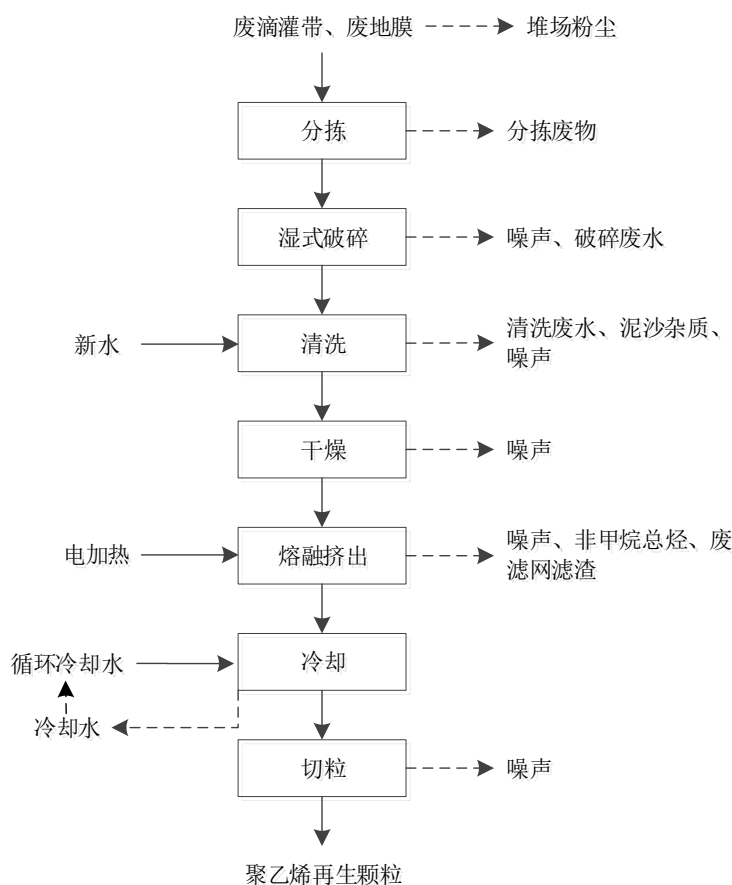 废滴灌带、废地膜
堆场粉尘
分拣
分拣废物
湿式破碎
噪声、破碎废水
新水
清洗
清洗废水、泥沙杂质、
噪声
干燥
噪声
电加热
熔融挤出
噪声、非甲烷总烃、废
滤网滤渣
循环冷却水
冷却
冷却水
切粒
噪声
聚乙烯再生颗粒